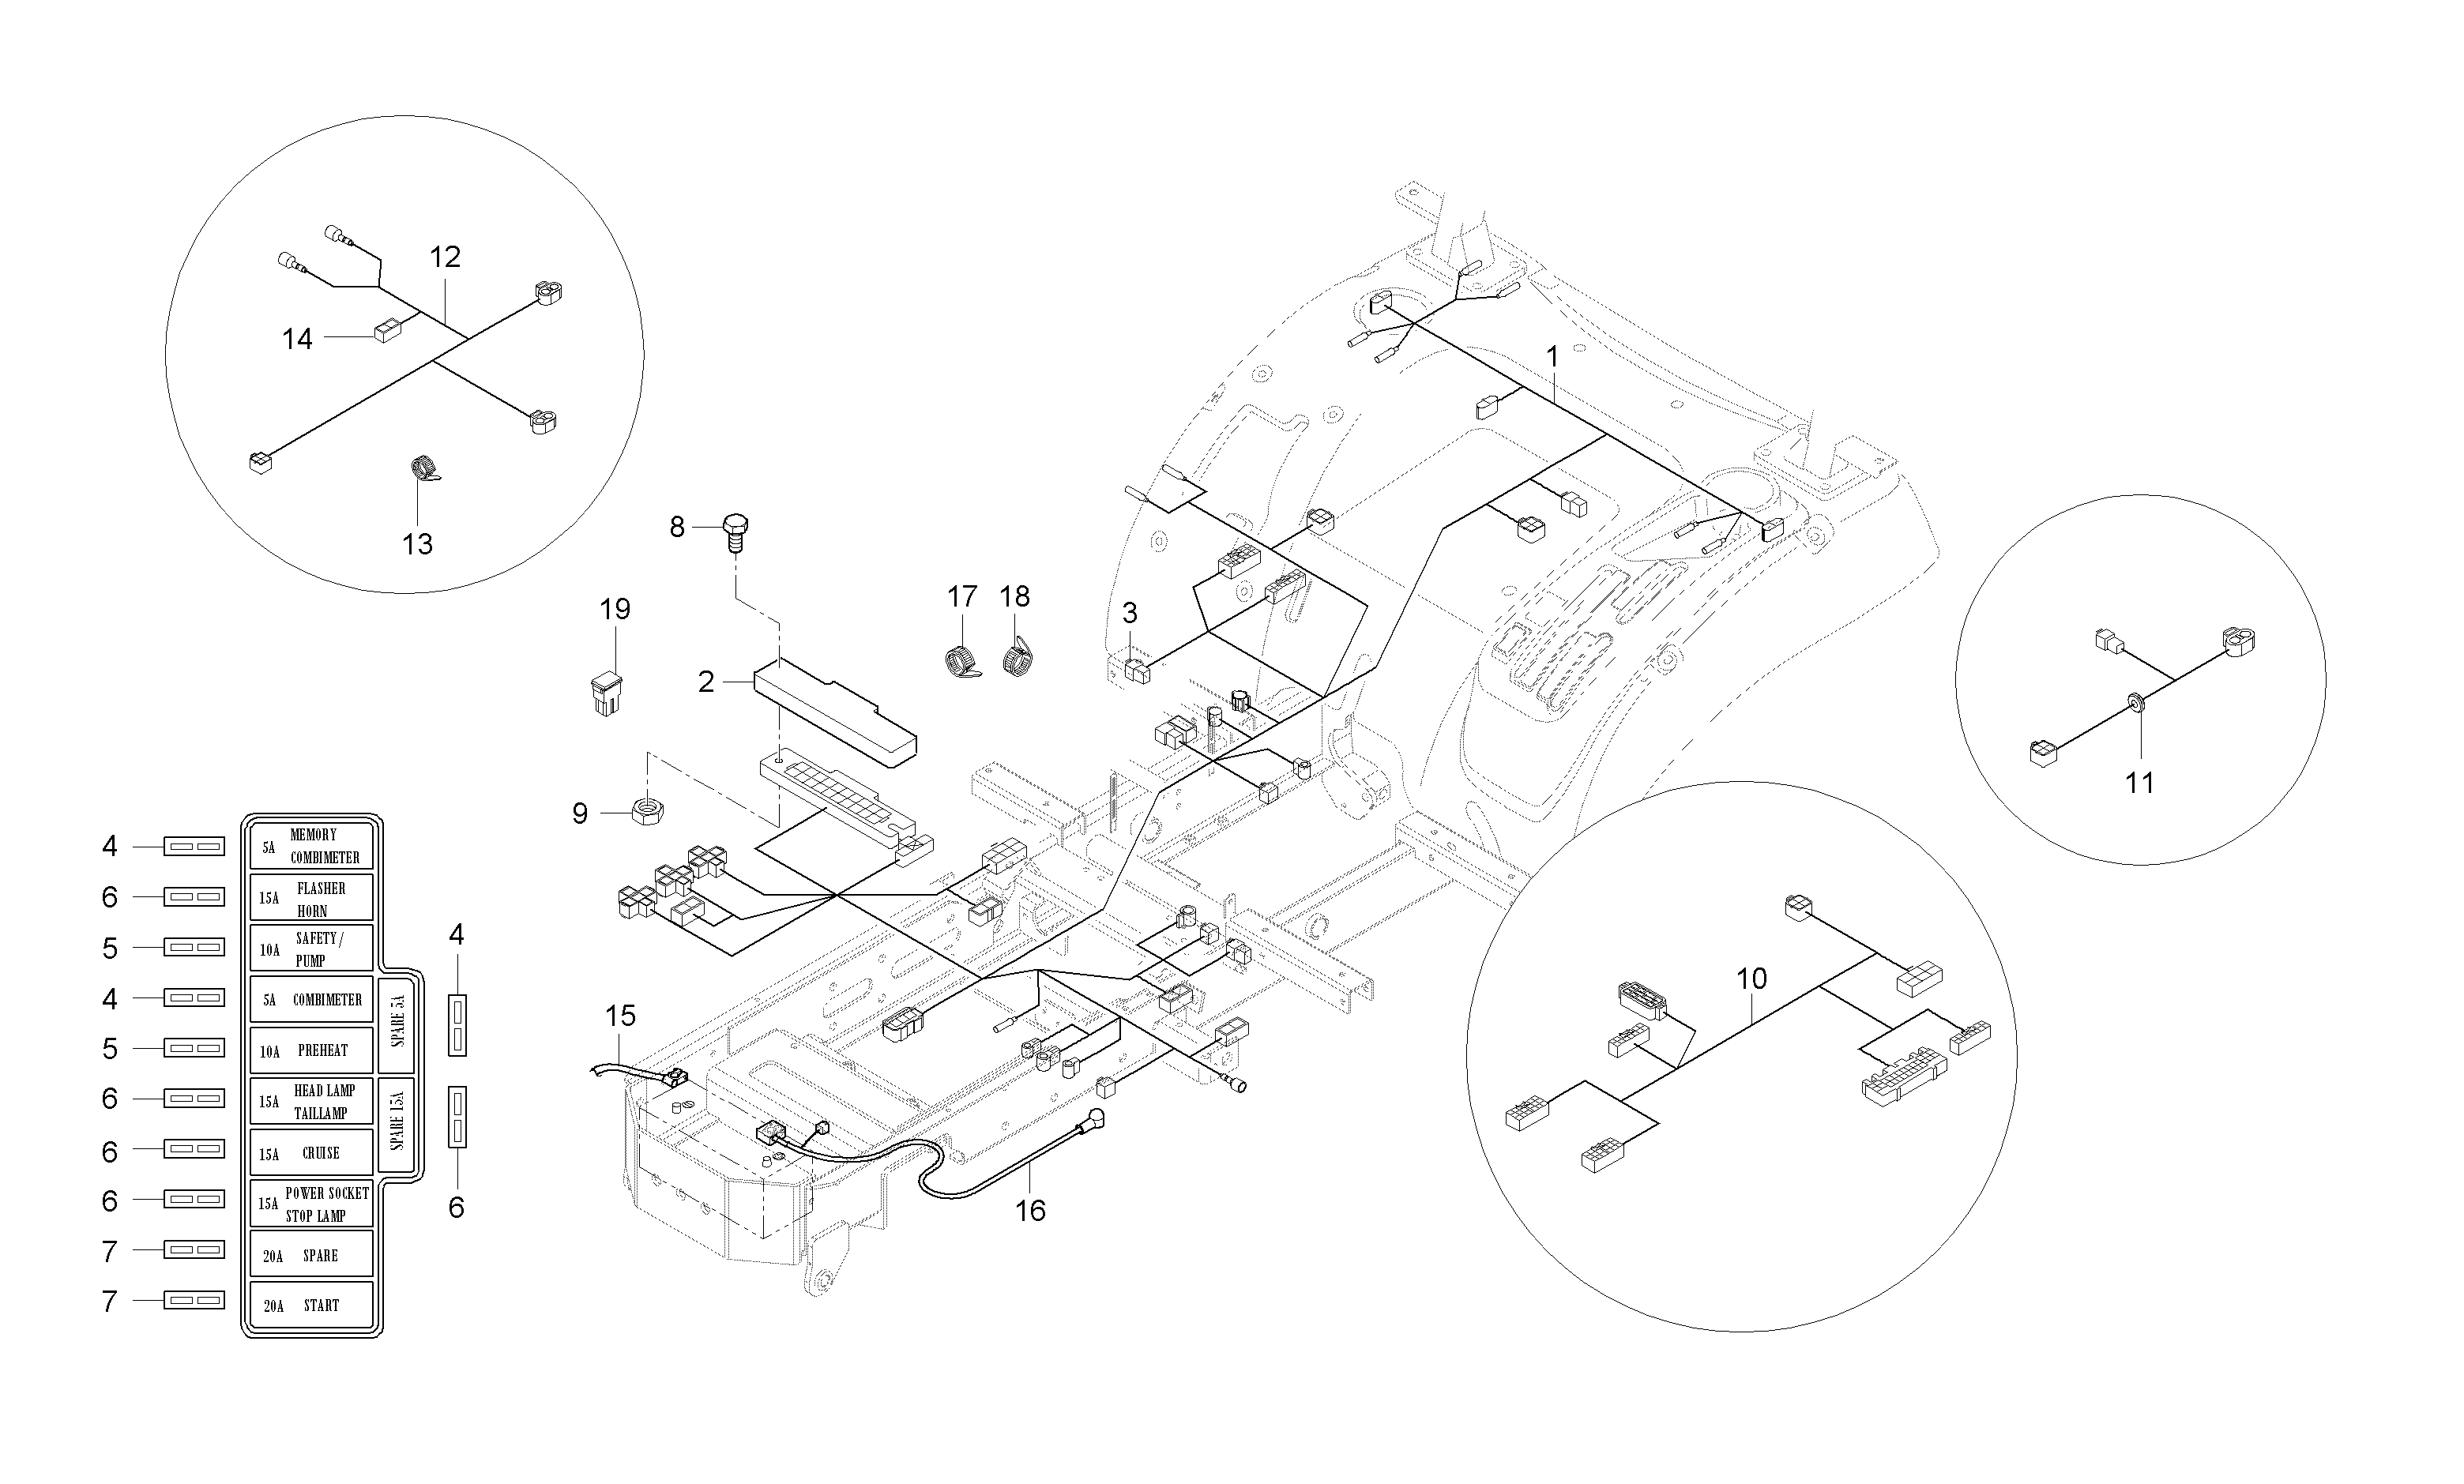 12
14
13
1
8
17
18
3
19
2
9
11
10
15
16
4
5A
MEMORY
COMBIMETER
6
15A
FLASHER
HORN
5
10A
SAFETY/
PUMP
4
5A
COMBIMETER
5
10A
PREHEAT
6
15A
HEAD LAMP
TAILLAMP
6
15A
CRUISE
6
15A
POWER SOCKET
STOP LAMP
7
20A
SPARE
7
20A
START
SPARE 5A
4
SPARE 15A
6